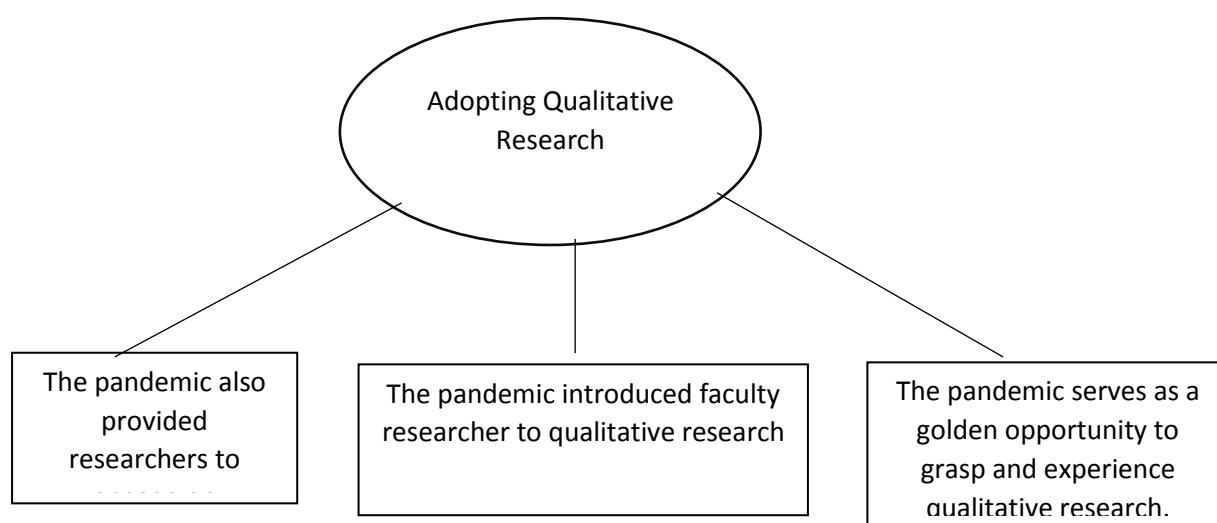 Adopting Qualitative
Research
The pandemic also
provided
researchers to
The pandemic introduced faculty
researcher to qualitative research
The pandemic serves as a
golden opportunity to
grasp and experience
qualitative research.